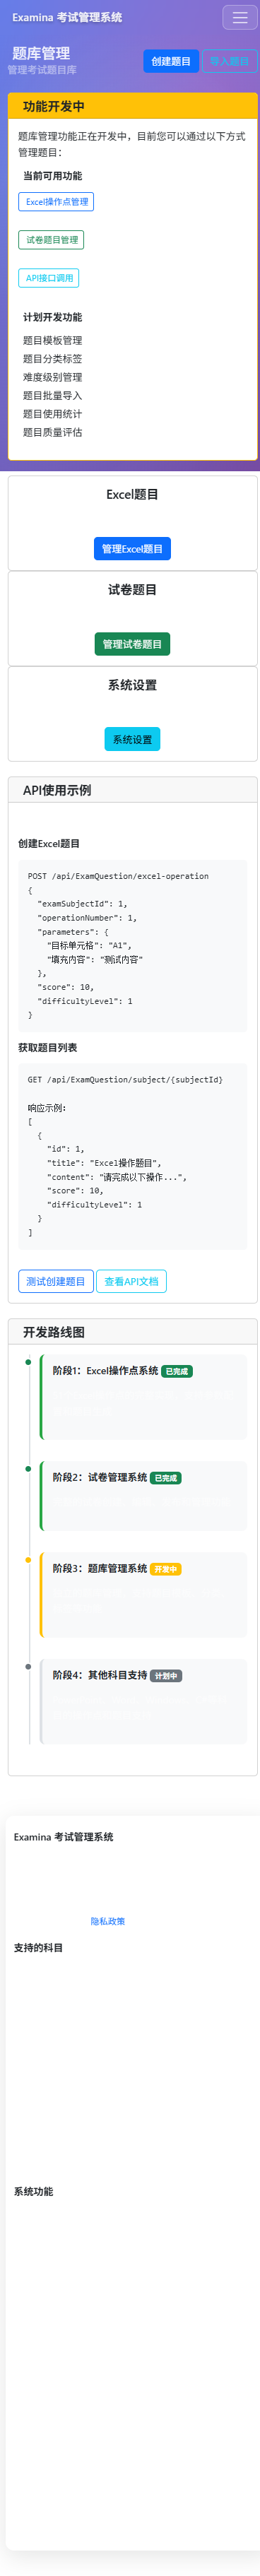 Examina 考试管理系统
题库管理
管理考试题目库
创建题目
导入题目
功能开发中
题库管理功能正在开发中，目前您可以通过以下方式
管理题目：
当前可用功能
Excel操作点管理
试卷题目管理
API接口调用
计划开发功能
题目模板管理
题目分类标签
难度级别管理
题目批量导入
题目使用统计
题目质量评估
Excel题目
管理Excel题目
试卷题目
管理试卷题目
系统设置
系统设置
API使用示例
创建Excel题目
POST /api/ExamQuestion/excel-operation
{
  "examSubjectId": 1,
  "operationNumber": 1,
  "parameters": {
    "目标单元格": "A1",
    "填充内容": "测试内容"
  },
  "score": 10,
  "difficultyLevel": 1
}
获取题目列表
GET /api/ExamQuestion/subject/{subjectId}
响应示例:
[
  {
    "id": 1,
    "title": "Excel操作题目",
    "content": "请完成以下操作...",
    "score": 10,
    "difficultyLevel": 1
  }
]
测试创建题目
查看API文档
开发路线图
阶段1：Excel操作点系统 已完成
阶段2：试卷管理系统 已完成
阶段3：题库管理系统 开发中
阶段4：其他科目支持 计划中
Examina 考试管理系统
隐私政策
支持的科目
系统功能